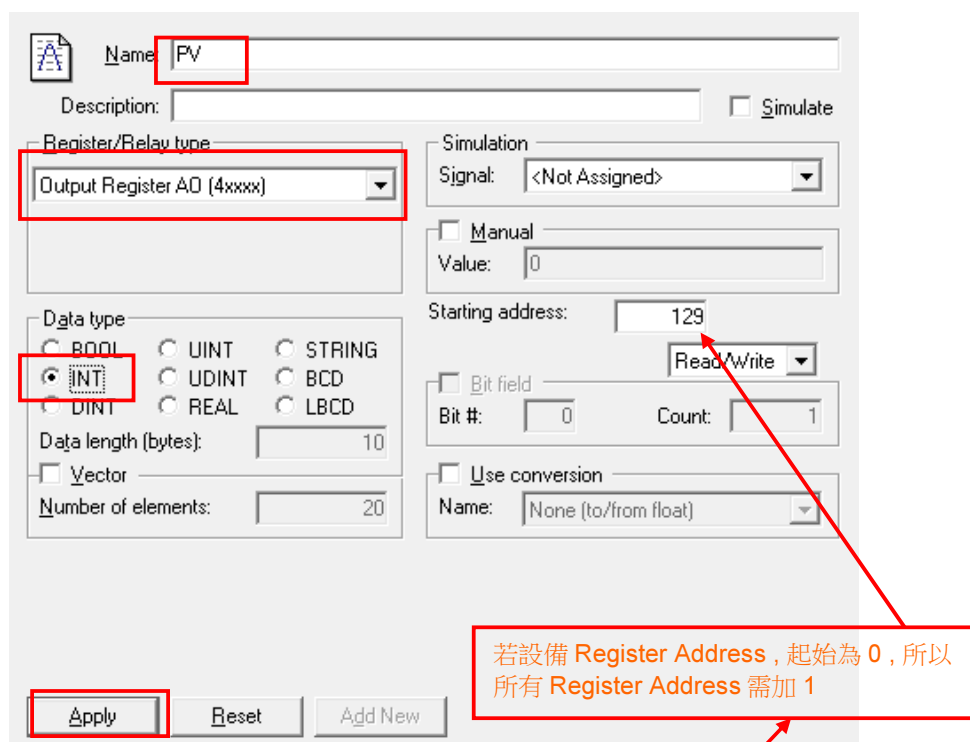 Name: PV
Description:
Simulate
Register/Relay type
Output Register AO (4xxxx)
Simulation
Signal: <Not Assigned>
Manual
Value: 0
Data type
BOOL UINT STRING
INT UDINT BCD
DINT REAL LBCD
Data length (bytes): 10
Vector
Number of elements: 20
Starting address: 129
Read/Write
Bit field
Bit #: 0 Count: 1
Use conversion
Name: None (to/from float)
若設備 Register Address , 起始為 0 , 所以
所有 Register Address 需加 1
Apply Reset Add New